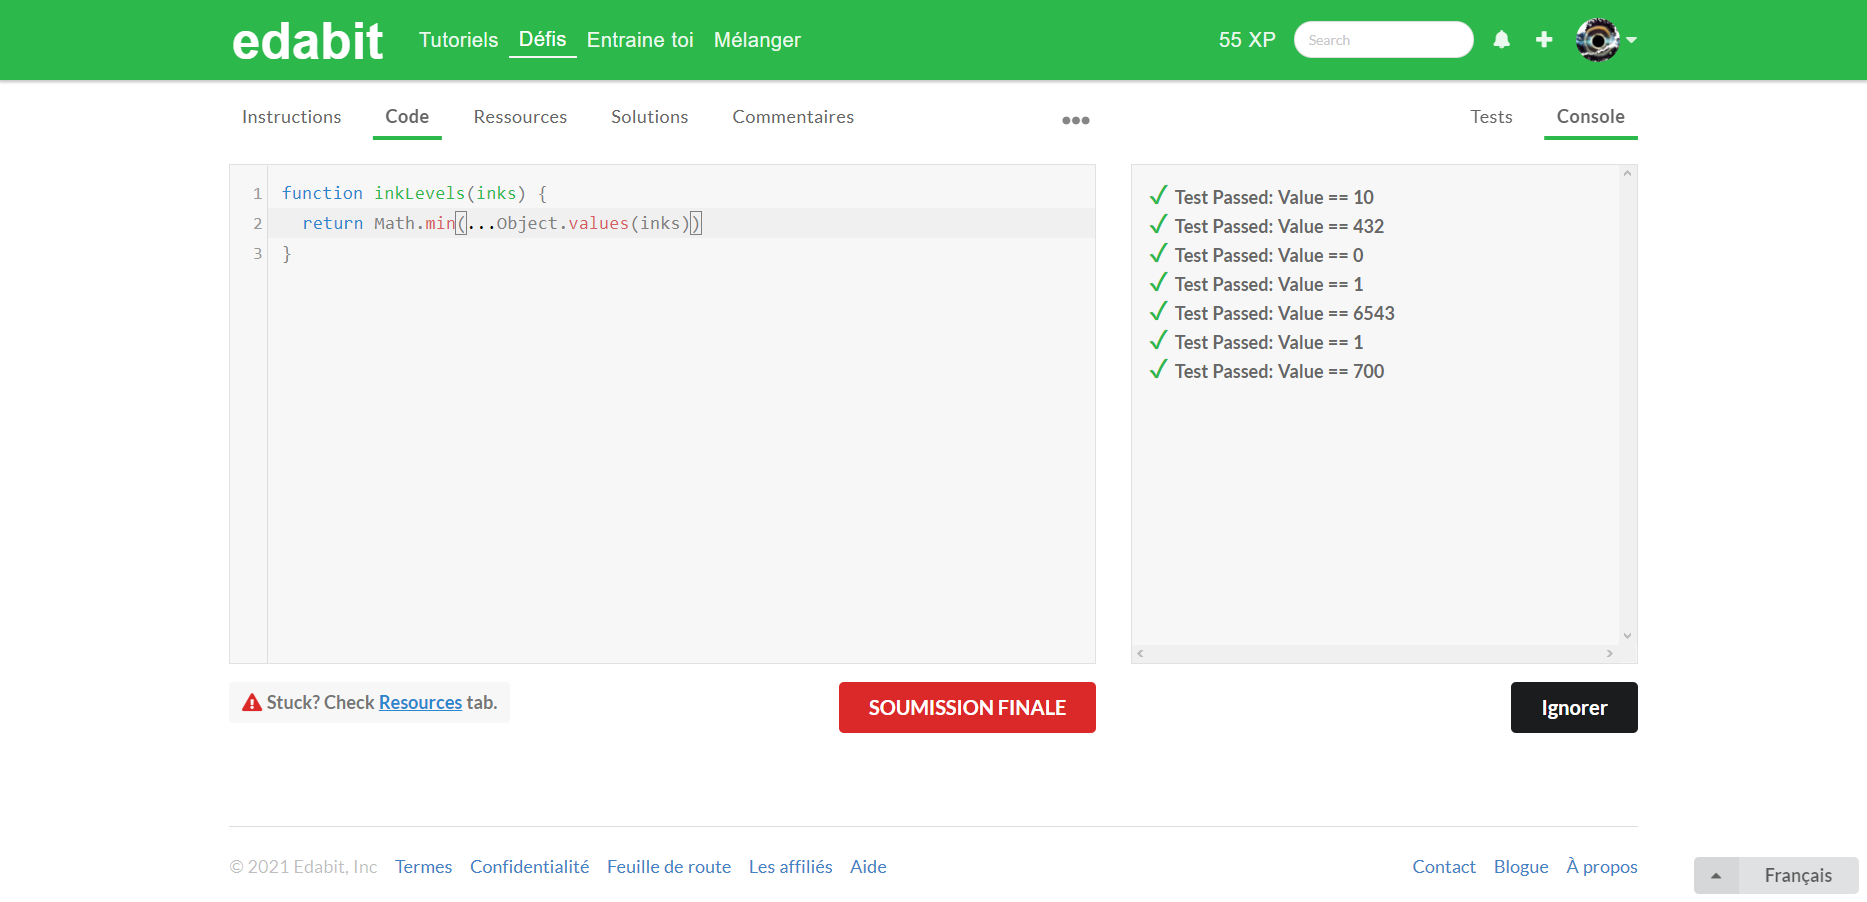 edabit Tutoriels Défis Entraine toi Mélanger 55 XP Search
Instructions Code Ressources Solutions Commentaires ••• Tests Console
1 function inkLevels(inks) {
2 return Math.min(...Object.values(inks))
3 }
Test Passed: Value == 10
Test Passed: Value == 432
Test Passed: Value == 0
Test Passed: Value == 1
Test Passed: Value == 6543
Test Passed: Value == 1
Test Passed: Value == 700
Stuck? Check Resources tab. SOUMISSION FINALE Ignorer
© 2021 Edabit, Inc Termes Confidentialité Feuille de route Les affiliés Aide Contact Blogue À propos
Français